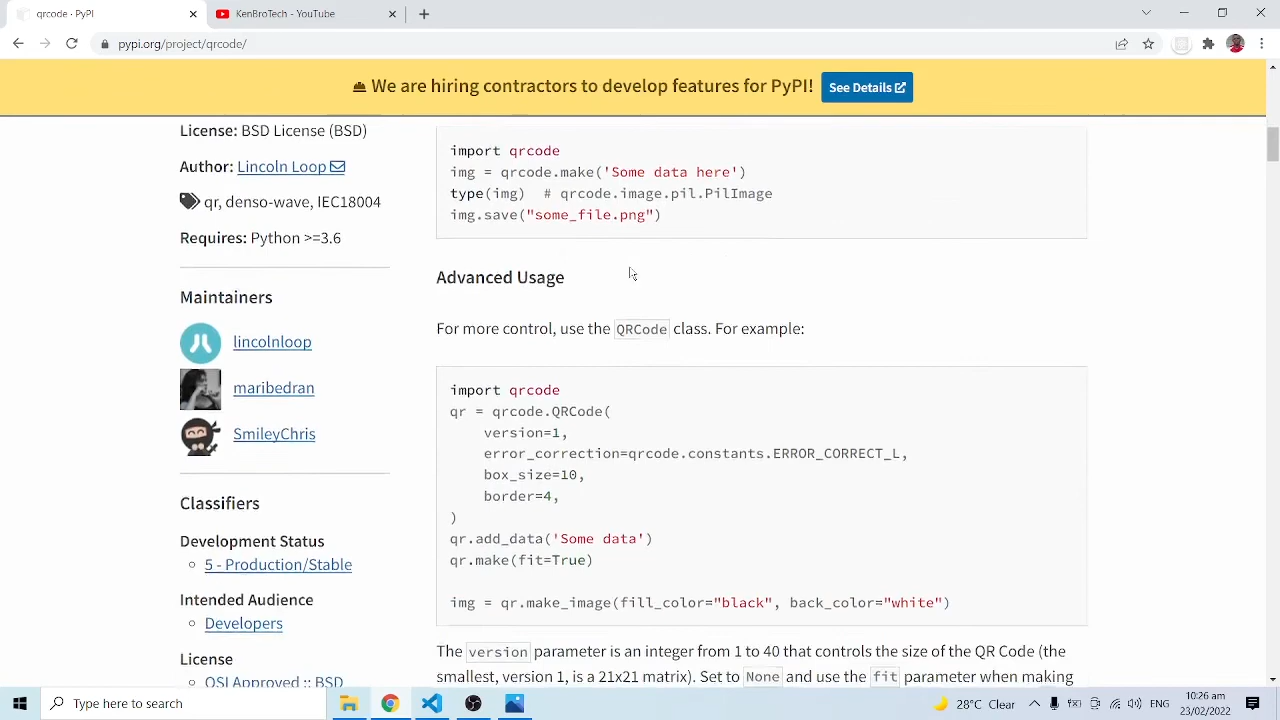 qrcode · PyPI
KenBroTech - YouTube
pypi.org/project/qrcode/
We are hiring contractors to develop features for PyPI!
See Details
License: BSD License (BSD)
Author: Lincoln Loop
qr, denso-wave, IEC18004
Requires: Python >=3.6
Maintainers
lincolnloop
maribedran
SmileyChris
Classifiers
Development Status
5 - Production/Stable
Intended Audience
Developers
License
OSI Approved :: BSD
import qrcode
img = qrcode.make('Some data here')
type(img)  # qrcode.image.pil.PilImage
img.save("some_file.png")
Advanced Usage
For more control, use the QRCode class. For example:
import qrcode
qr = qrcode.QRCode(
    version=1,
    error_correction=qrcode.constants.ERROR_CORRECT_L,
    box_size=10,
    border=4,
)
qr.add_data('Some data')
qr.make(fit=True)
img = qr.make_image(fill_color="black", back_color="white")
The version parameter is an integer from 1 to 40 that controls the size of the QR Code (the
smallest, version 1, is a 21x21 matrix). Set to None and use the fit parameter when making
Type here to search
28°C Clear
10:26 am
23/02/2022